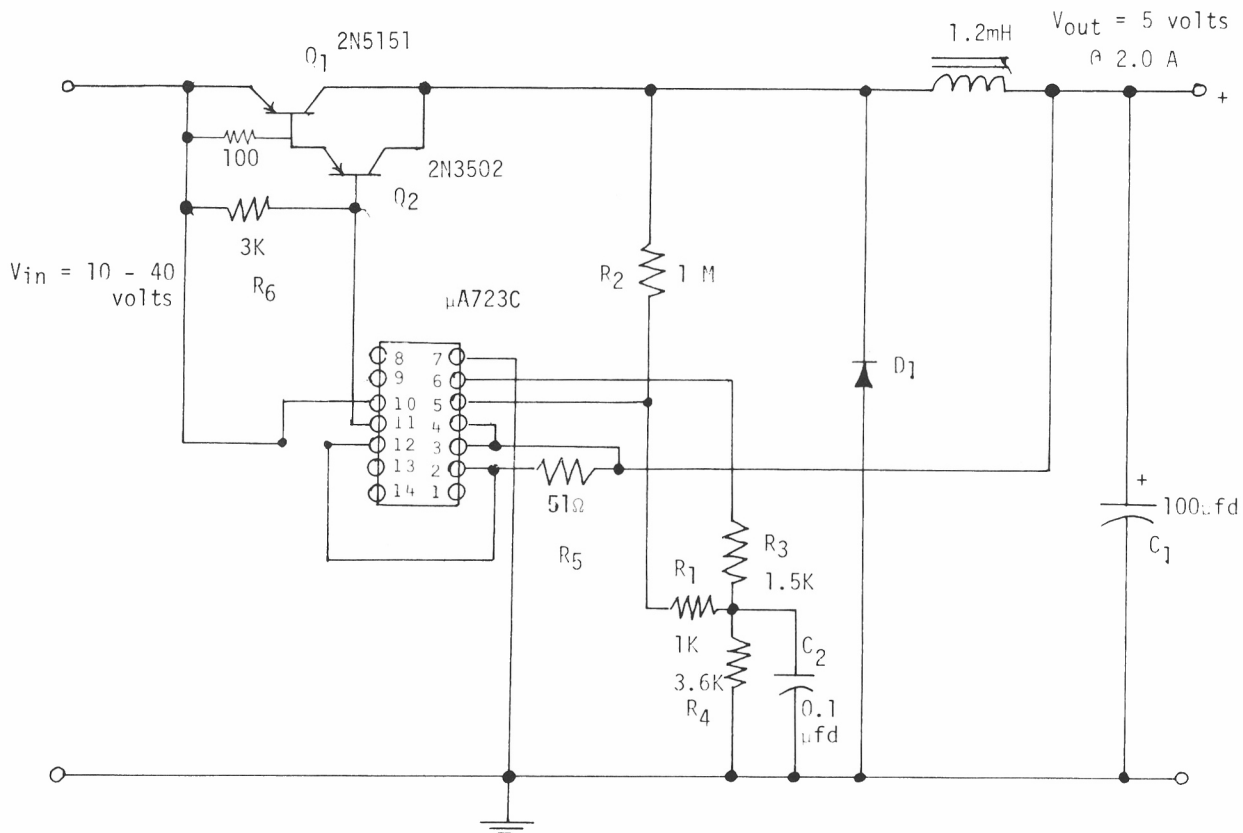 2N5151
Q1
1.2mH
Vout = 5 volts
@ 2.0 A
+
100
2N3502
Q2
3K
R6
Vin = 10 - 40
volts
R2
1 M
μA723C
8 7
9 6
10 5
11 4
12 3
13 2
14 1
D1
51Ω
R5
+
100μfd
C1
R3
1.5K
R1
1K
C2
3.6K
R4
0.1
μfd